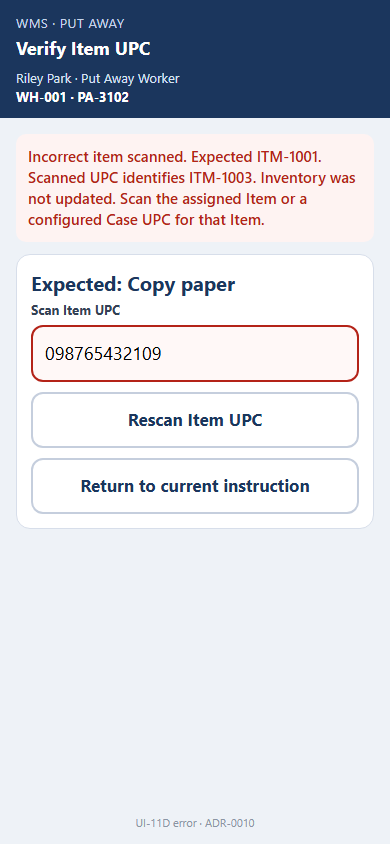 WMS · PUT AWAY
Verify Item UPC
Riley Park · Put Away Worker
WH-001 · PA-3102
Incorrect item scanned. Expected ITM-1001.
Scanned UPC identifies ITM-1003. Inventory was
not updated. Scan the assigned Item or a
configured Case UPC for that Item.
Expected: Copy paper
Scan Item UPC
098765432109
Rescan Item UPC
Return to current instruction
UI-11D error · ADR-0010